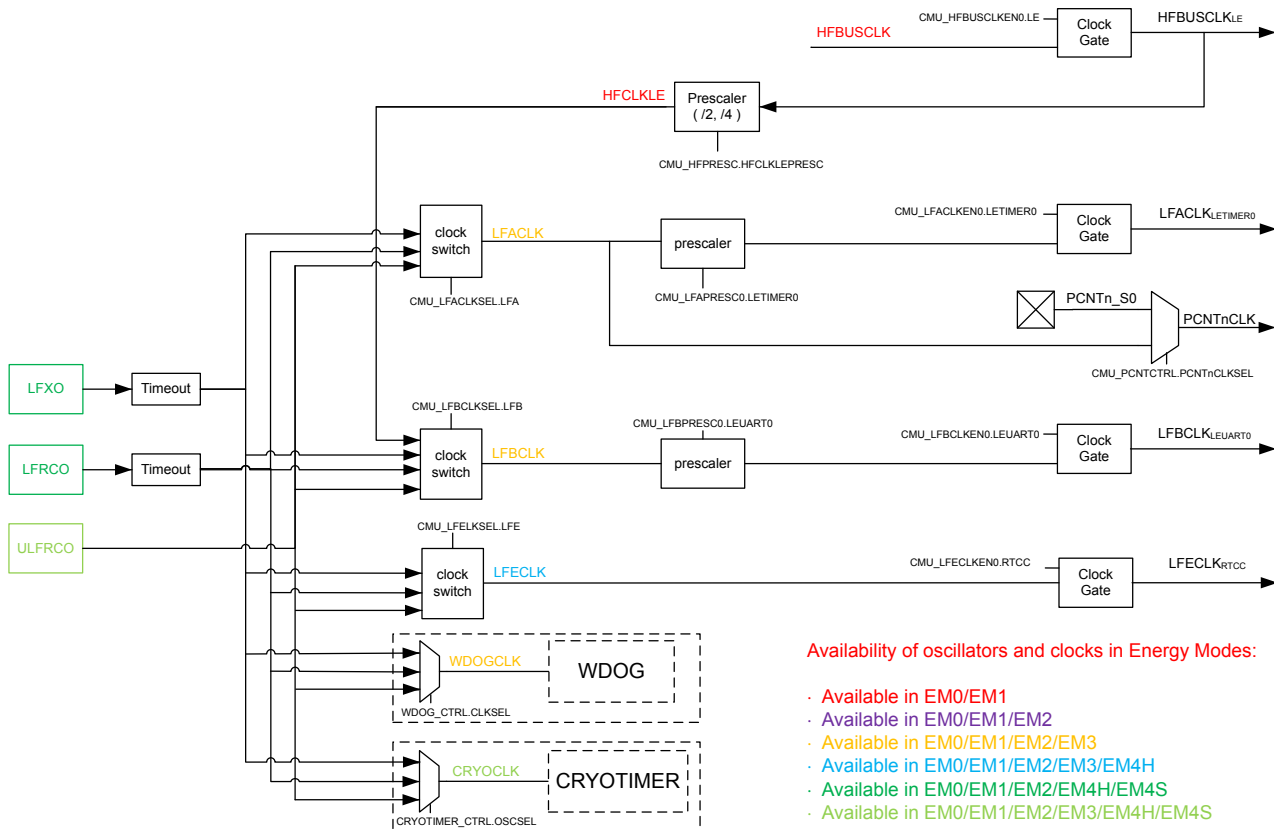 CMU_HFBUSCLKEN0.LE
Clock
Gate
HFBUSCLKLE
HFBUSCLK
HFCLKLE
Prescaler
( /2, /4 )
CMU_HFPRESC.HFCLKLEPRESC
clock
switch
LFACLK
CMU_LFACLKSEL.LFA
prescaler
CMU_LFAPRESC0.LETIMER0
CMU_LFACLKEN0.LETIMER0
Clock
Gate
LFACLKLETIMER0
PCNTn_S0
PCNTnCLK
CMU_PCNTCTRL.PCNTnCLKSEL
LFXO
Timeout
LFRCO
Timeout
ULFRCO
CMU_LFBCLKSEL.LFB
clock
switch
LFBCLK
CMU_LFBPRESC0.LEUART0
prescaler
CMU_LFBCLKEN0.LEUART0
Clock
Gate
LFBCLKLEUART0
CMU_LFELKSEL.LFE
clock
switch
LFECLK
CMU_LFECLKEN0.RTCC
Clock
Gate
LFECLKRTCC
WDOGCLK
WDOG
WDOG_CTRL.CLKSEL
CRYOCLK
CRYOTIMER
CRYOTIMER_CTRL.OSCSEL
Availability of oscillators and clocks in Energy Modes:
· Available in EM0/EM1
· Available in EM0/EM1/EM2
· Available in EM0/EM1/EM2/EM3
· Available in EM0/EM1/EM2/EM3/EM4H
· Available in EM0/EM1/EM2/EM4H/EM4S
· Available in EM0/EM1/EM2/EM3/EM4H/EM4S